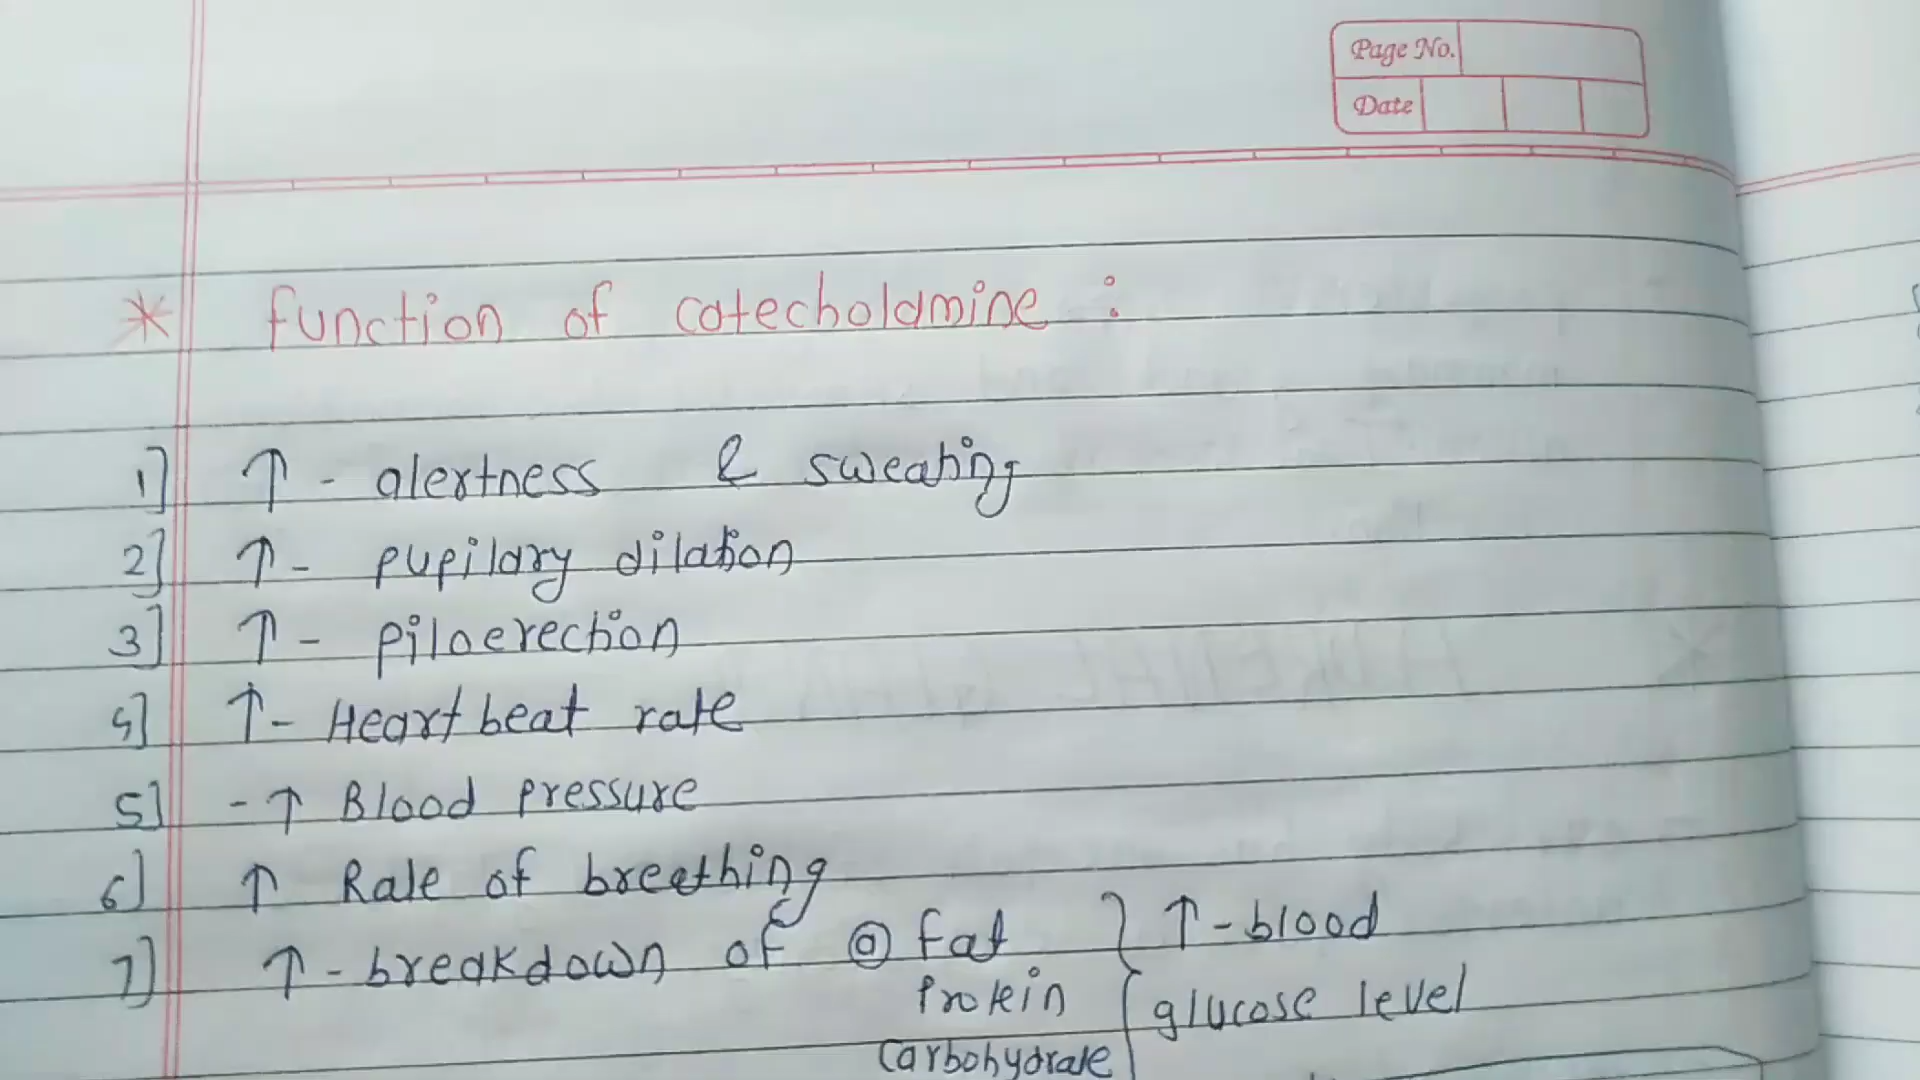 Page No.
Date
* function of catecholamine :
1] ↑ - alertness & sweating
2] ↑ - pupilary dilation
3] ↑ - piloerection
4] ↑ - Heart beat rate
5] - ↑ Blood pressure
6] ↑ Rate of breething
7] ↑ - breakdown of @ fat } ↑ - blood
protein glucose level
carbohydrate